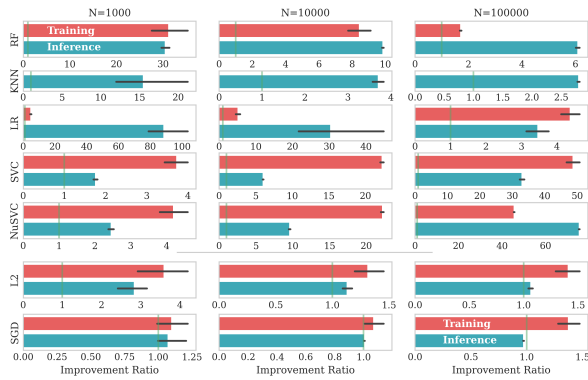 N=1000 N=10000 N=100000
RF Training
Inference
0 10 20 30 0 2 4 6 8 10 2 4 6
KNN
0 5 10 15 20 0 1 2 3 4 0.0 0.5 1.0 1.5 2.0 2.5
LR
0 20 40 60 80 100 0 10 20 30 40 0 1 2 3 4
SVC
0 1 2 3 4 0 5 10 15 20 0 10 20 30 40 50
NuSVC
0 1 2 3 4 0 5 10 15 20 20 40 60
L2
0 1 2 3 4 0.0 0.5 1.0 1.5 0.0 0.5 1.0 1.5
SGD Training
Inference
0.00 0.25 0.50 0.75 1.00 1.25 0.0 0.2 0.4 0.6 0.8 1.0 0.0 0.5 1.0 1.5
Improvement Ratio Improvement Ratio Improvement Ratio